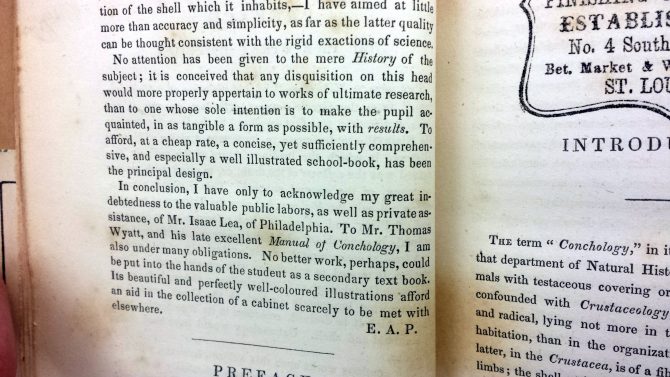 tion of the shell which it inhabits,—I have aimed at little
more than accuracy and simplicity, as far as the latter quality
can be thought consistent with the rigid exactions of science.
No attention has been given to the mere History of the
subject; it is conceived that any disquisition on this head
would more properly appertain to works of ultimate research,
than to one whose sole intention is to make the pupil ac-
quainted, in as tangible a form as possible, with results. To
afford, at a cheap rate, a concise, yet sufficiently comprehen-
sive, and especially a well illustrated school-book, has been
the principal design.
In conclusion, I have only to acknowledge my great in-
debtedness to the valuable public labors, as well as private as-
sistance, of Mr. Isaac Lea, of Philadelphia. To Mr. Thomas
Wyatt, and his late excellent Manual of Conchology, I am
also under many obligations. No better work, perhaps, could
be put into the hands of the student as a secondary text book.
Its beautiful and perfectly well-coloured illustrations afford
an aid in the collection of a cabinet scarcely to be met with
elsewhere.
E. A. P.
PREFAC
FINISHING
ESTABLIS
No. 4 South
Bet. Market & W
ST. LOU
INTRODU
THE term "Conchology," in it
that department of Natural Hist
mals with testaceous covering or
confounded with Crustaceology
and radical, lying not more in t
habitation, than in the organizat
latter, in the Crustacea, is of a fib
limbs; the shell